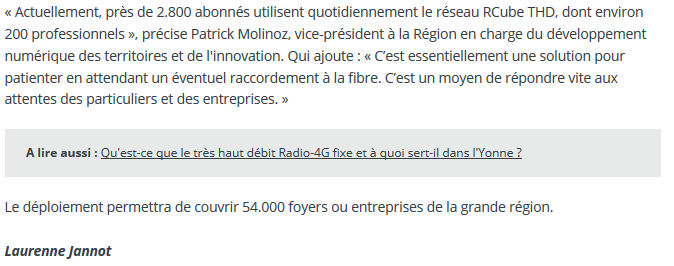 « Actuellement, près de 2.800 abonnés utilisent quotidiennement le réseau RCube THD, dont environ
200 professionnels », précise Patrick Molinoz, vice-président à la Région en charge du développement
numérique des territoires et de l'innovation. Qui ajoute : « C’est essentiellement une solution pour
patienter en attendant un éventuel raccordement à la fibre. C’est un moyen de répondre vite aux
attentes des particuliers et des entreprises. »
A lire aussi : Qu'est-ce que le très haut débit Radio-4G fixe et à quoi sert-il dans l'Yonne ?
Le déploiement permettra de couvrir 54.000 foyers ou entreprises de la grande région.
Laurenne Jannot